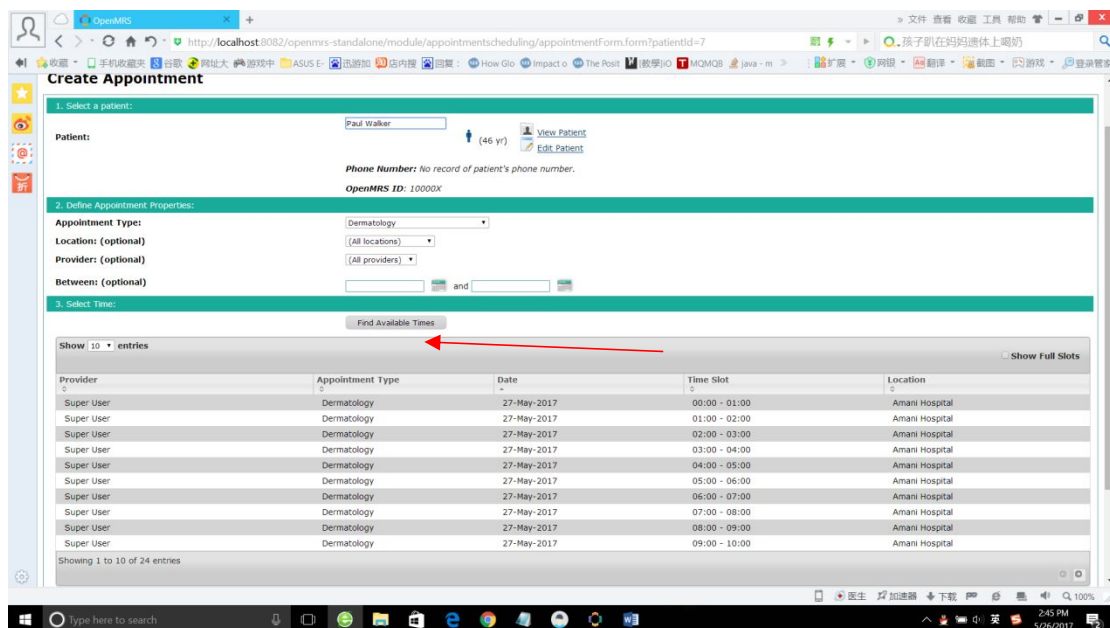 OpenMRS
» 文件 查看 收藏 工具 帮助
http://localhost:8082/openmrs-standalone/module/appointmentscheduling/appointmentForm.form?patientId=7
孩子趴在妈妈遗体上喝奶
收藏 手机收藏夹 谷歌 网址大 游戏中 ASUS E- 迅游加 店内搜 回复： How Glo Impact o The Posit [教學]IO MQMQB java - m » 扩展 网银 翻译 截图 游戏 登录管家
Create Appointment
1. Select a patient:
Patient:
Paul Walker
(46 yr)
View Patient
Edit Patient
Phone Number: No record of patient's phone number.
OpenMRS ID: 10000X
2. Define Appointment Properties:
Appointment Type: Dermatology
Location: (optional) (All locations)
Provider: (optional) (All providers)
Between: (optional) and
3. Select Time:
Find Available Times
Show 10 entries
Show Full Slots
Provider Appointment Type Date Time Slot Location
Super User Dermatology 27-May-2017 00:00 - 01:00 Amani Hospital
Super User Dermatology 27-May-2017 01:00 - 02:00 Amani Hospital
Super User Dermatology 27-May-2017 02:00 - 03:00 Amani Hospital
Super User Dermatology 27-May-2017 03:00 - 04:00 Amani Hospital
Super User Dermatology 27-May-2017 04:00 - 05:00 Amani Hospital
Super User Dermatology 27-May-2017 05:00 - 06:00 Amani Hospital
Super User Dermatology 27-May-2017 06:00 - 07:00 Amani Hospital
Super User Dermatology 27-May-2017 07:00 - 08:00 Amani Hospital
Super User Dermatology 27-May-2017 08:00 - 09:00 Amani Hospital
Super User Dermatology 27-May-2017 09:00 - 10:00 Amani Hospital
Showing 1 to 10 of 24 entries
医生 加速器 下载 100%
Type here to search
英
2:45 PM
5/26/2017